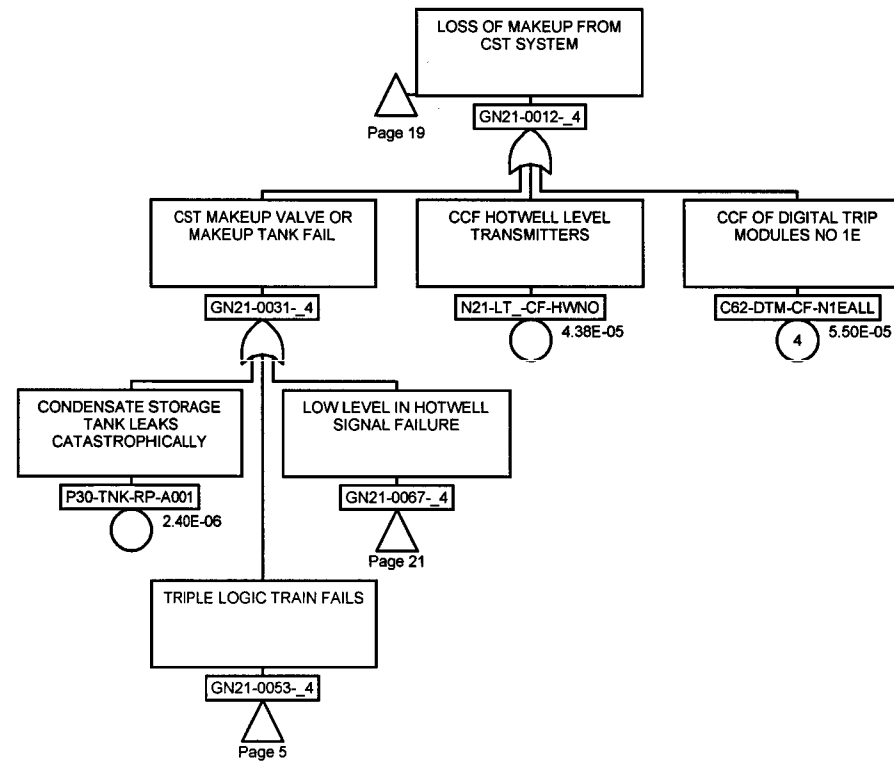 LOSS OF MAKEUP FROM
CST SYSTEM
Page 19
GN21-0012-_4
CST MAKEUP VALVE OR
MAKEUP TANK FAIL
GN21-0031-_4
CCF HOTWELL LEVEL
TRANSMITTERS
N21-LT_-CF-HWNO
4.38E-05
CCF OF DIGITAL TRIP
MODULES NO 1E
C62-DTM-CF-N1EALL
4
5.50E-05
CONDENSATE STORAGE
TANK LEAKS
CATASTROPHICALLY
P30-TNK-RP-A001
2.40E-06
LOW LEVEL IN HOTWELL
SIGNAL FAILURE
GN21-0067-_4
Page 21
TRIPLE LOGIC TRAIN FAILS
GN21-0053-_4
Page 5